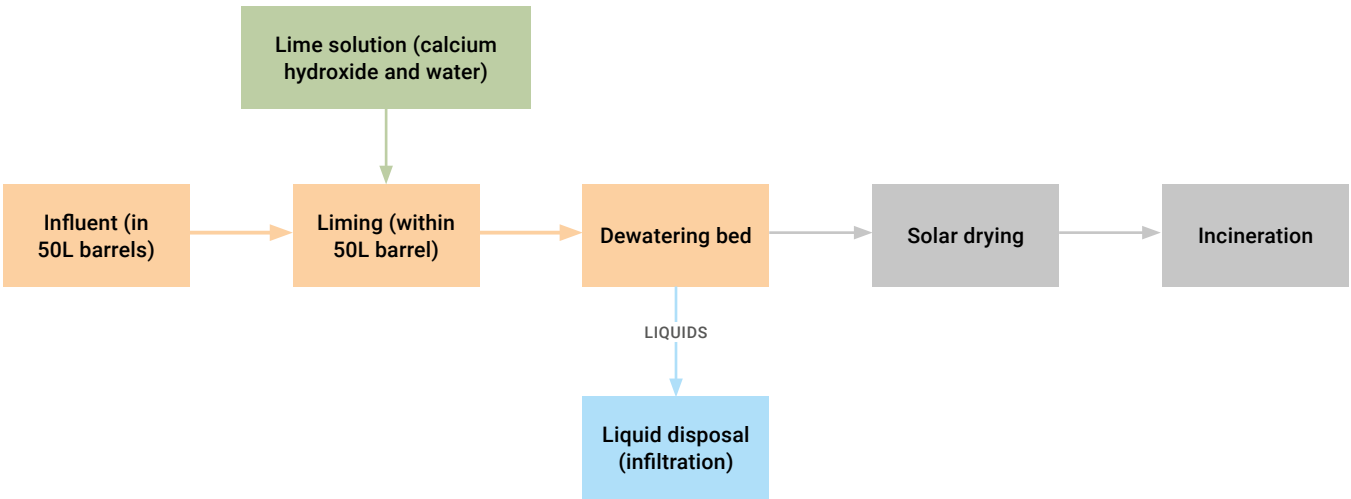 Lime solution (calcium
hydroxide and water)
Influent (in
50L barrels)
Liming (within
50L barrel)
Dewatering bed
Solar drying
Incineration
LIQUIDS
Liquid disposal
(infiltration)